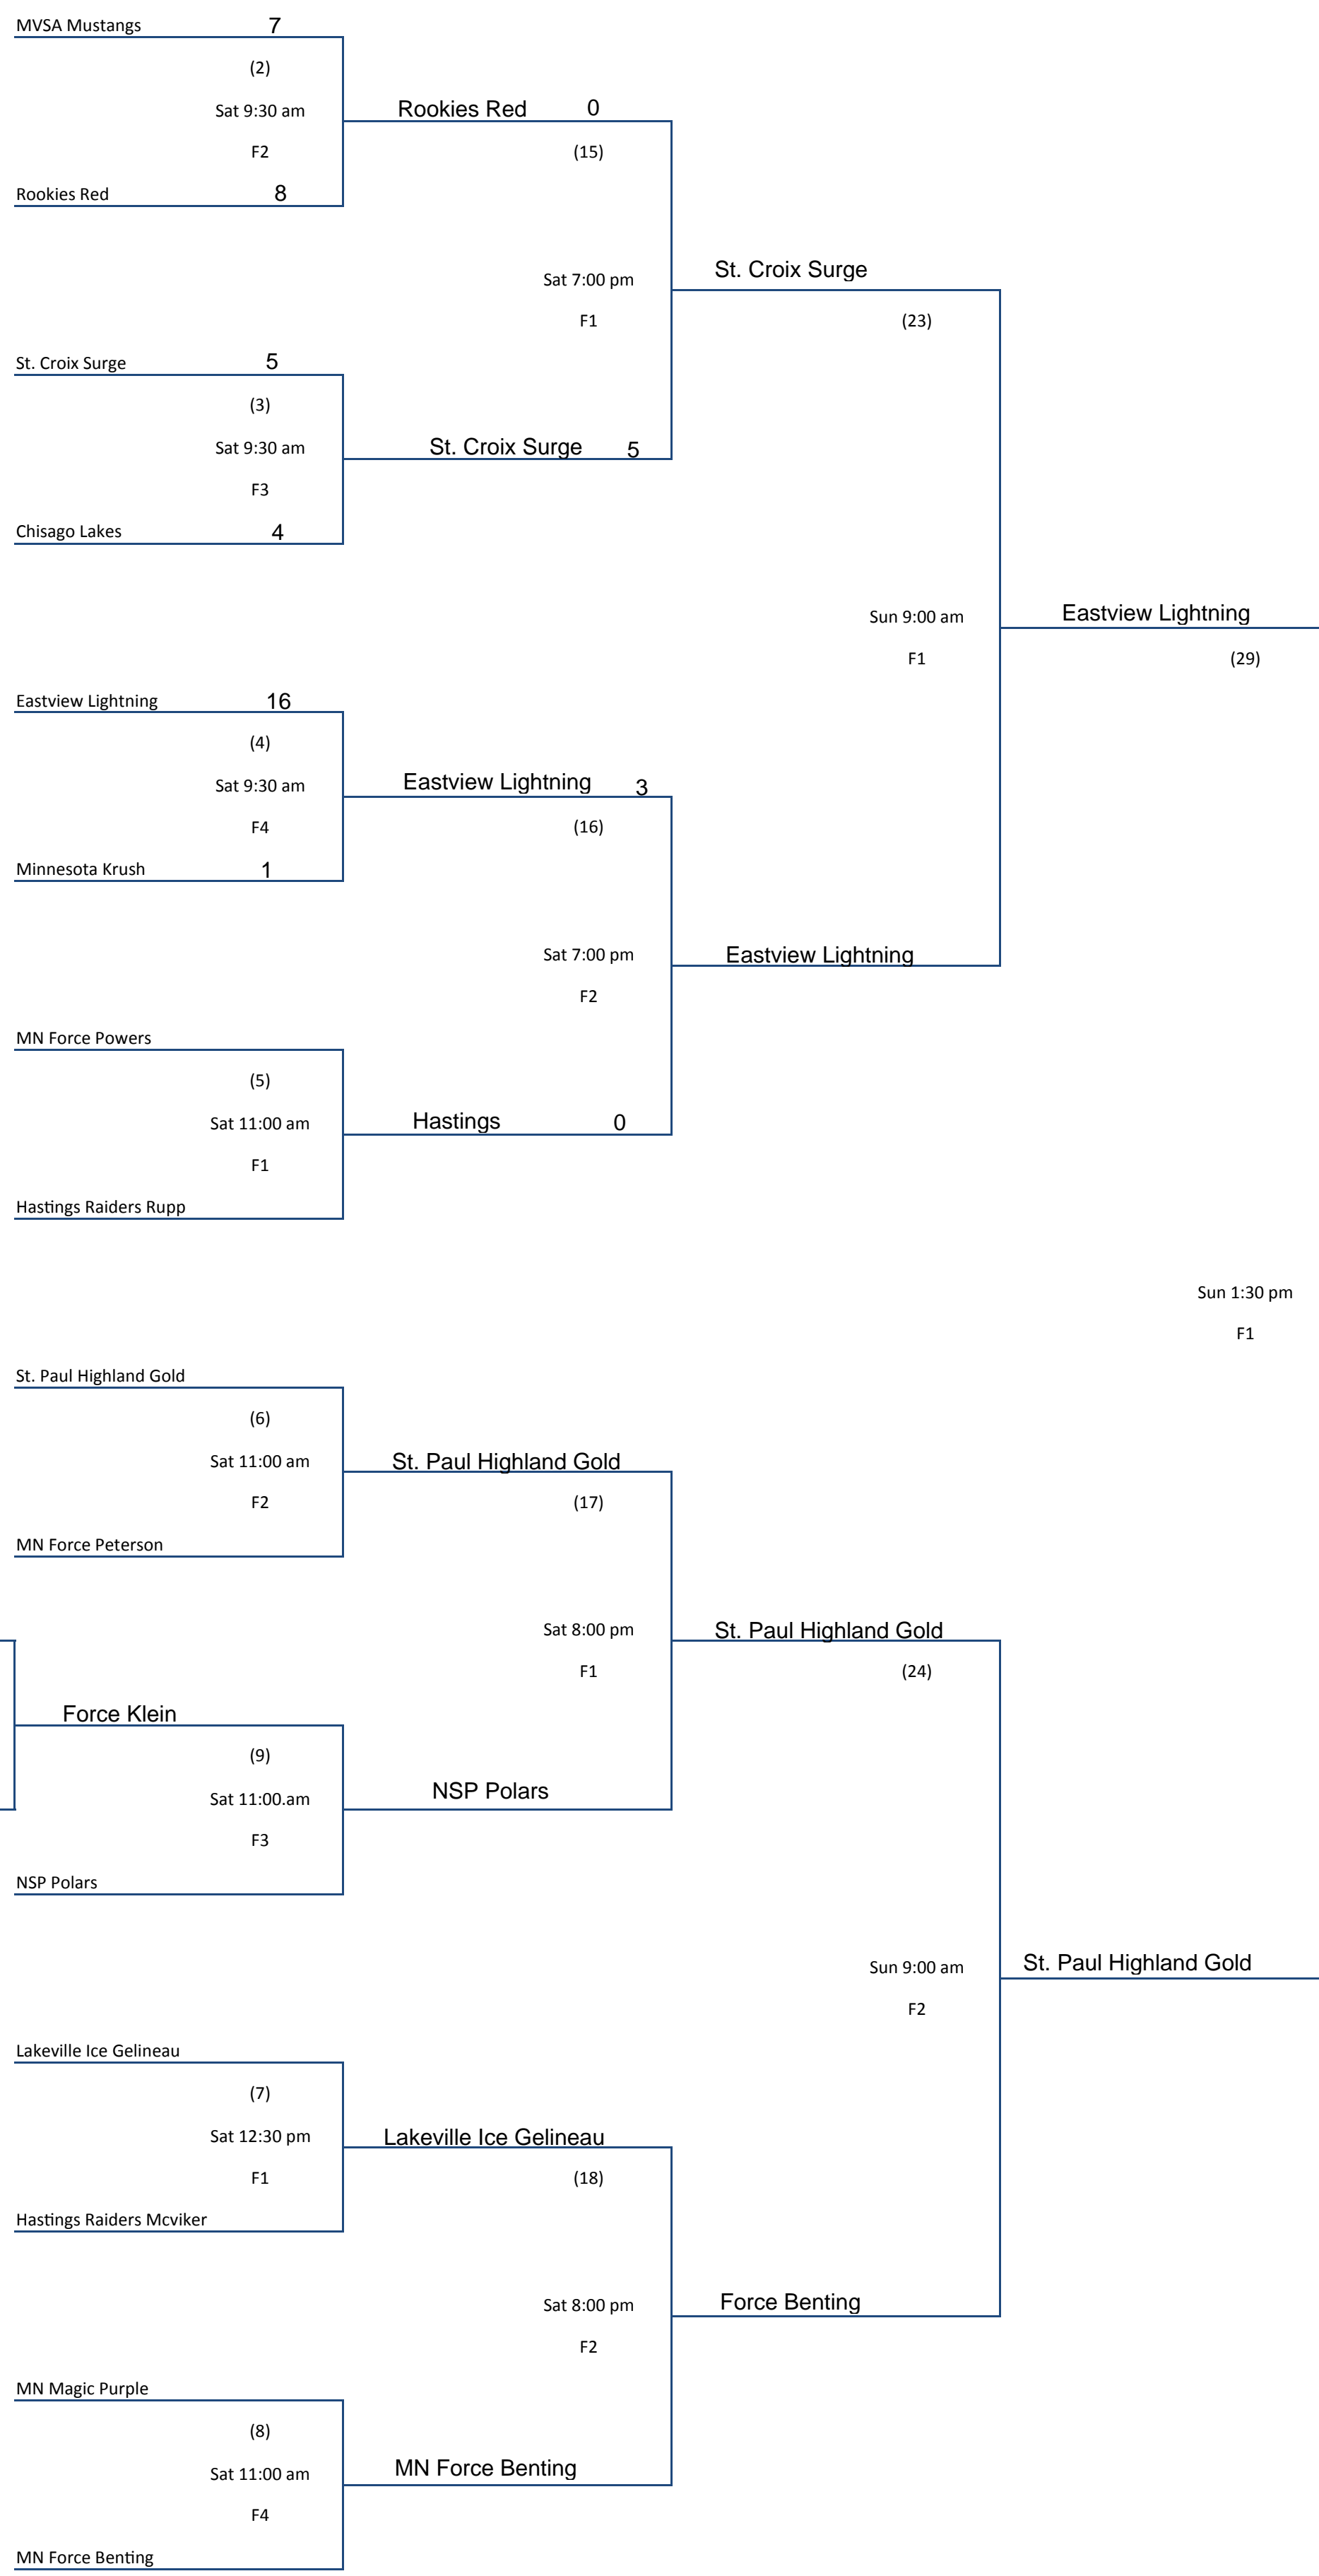 MVSA Mustangs 7
(2)
Sat 9:30 am
Rookies Red 0
F2
(15)
Rookies Red 8
St. Croix Surge
Sat 7:00 pm
F1
(23)
St. Croix Surge 5
(3)
Sat 9:30 am
St. Croix Surge 5
F3
Chisago Lakes 4
Sun 9:00 am
Eastview Lightning
F1
(29)
Eastview Lightning 16
(4)
Sat 9:30 am
Eastview Lightning 3
F4
(16)
Minnesota Krush 1
Sat 7:00 pm
Eastview Lightning
F2
MN Force Powers
(5)
Sat 11:00 am
Hastings 0
F1
Hastings Raiders Rupp
Sun 1:30 pm
F1
St. Paul Highland Gold
(6)
Sat 11:00 am
St. Paul Highland Gold
F2
(17)
MN Force Peterson
Sat 8:00 pm
St. Paul Highland Gold
F1
(24)
Force Klein
(9)
Sat 11:00.am
NSP Polars
F3
NSP Polars
Sun 9:00 am
St. Paul Highland Gold
F2
Lakeville Ice Gelineau
(7)
Sat 12:30 pm
Lakeville Ice Gelineau
F1
(18)
Hastings Raiders Mcviker
Sat 8:00 pm
Force Benting
F2
MN Magic Purple
(8)
Sat 11:00 am
MN Force Benting
F4
MN Force Benting